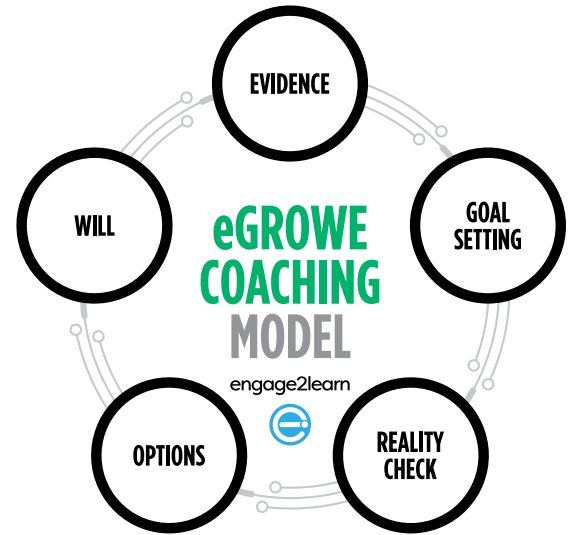 EVIDENCE
GOAL
SETTING
REALITY
CHECK
OPTIONS
WILL
eGROWE
COACHING
MODEL
engage2learn